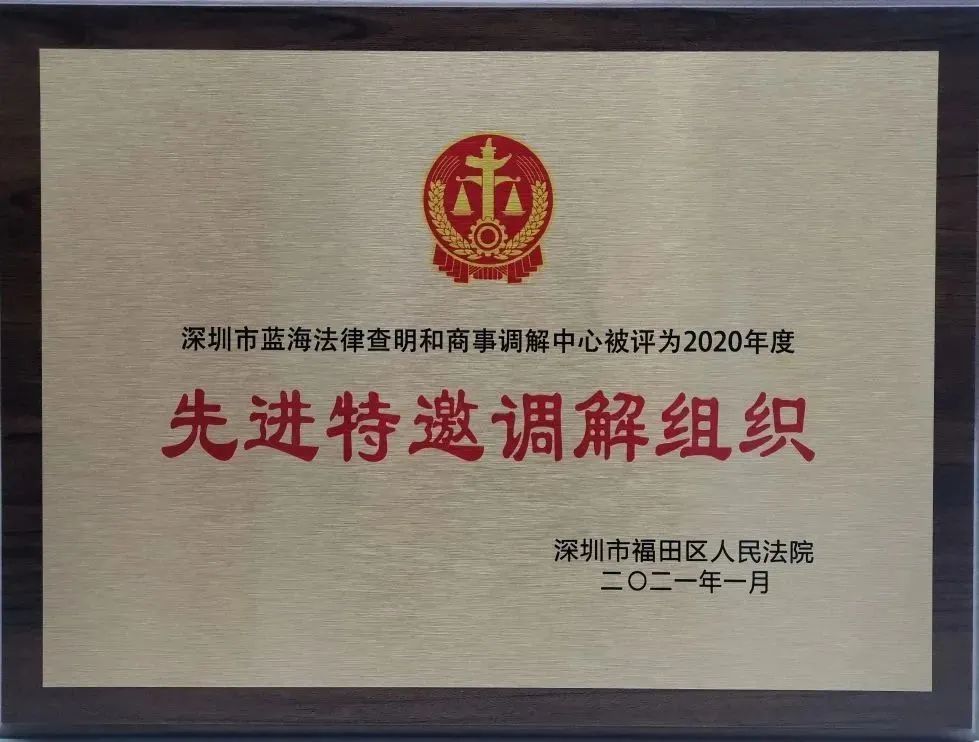 深圳市蓝海法律查明和商事调解中心被评为2020年度
先进特邀调解组织
深圳市福田区人民法院
二〇二一年一月